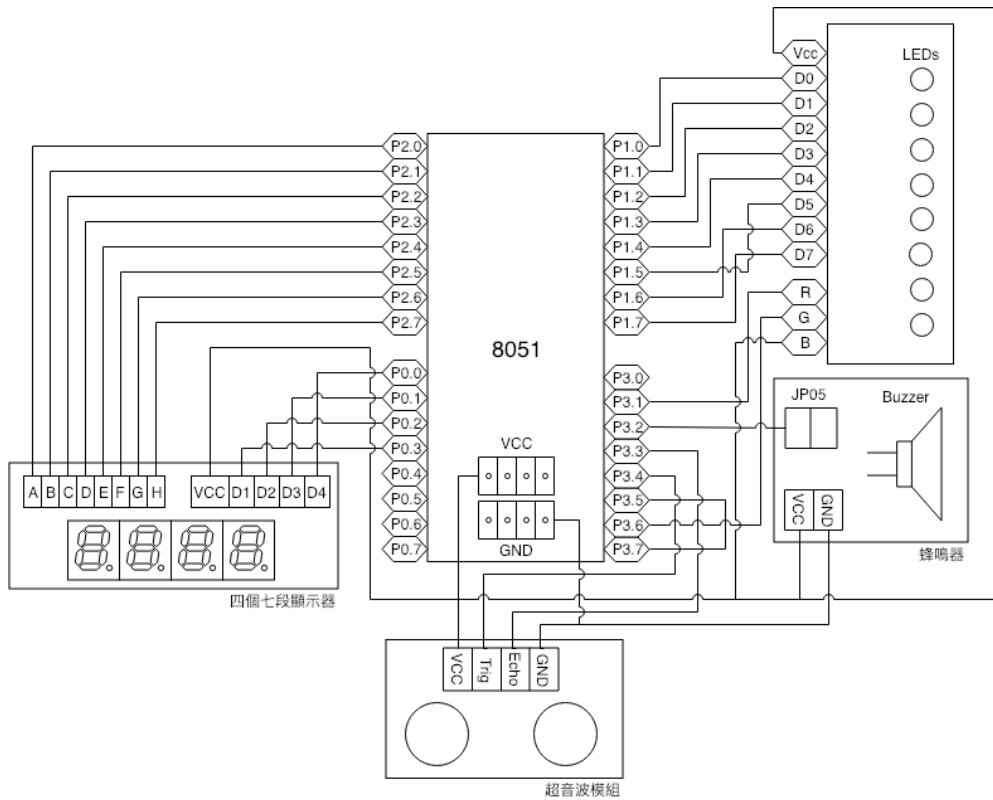 Vcc
LEDs
D0
D1
D2
D3
D4
D5
D6
D7
R
G
B
P2.0
P2.1
P2.2
P2.3
P2.4
P2.5
P2.6
P2.7
P0.0
P0.1
P0.2
P0.3
P0.4
P0.5
P0.6
P0.7
8051
VCC
GND
P1.0
P1.1
P1.2
P1.3
P1.4
P1.5
P1.6
P1.7
P3.0
P3.1
P3.2
P3.3
P3.4
P3.5
P3.6
P3.7
JP05
Buzzer
VCC
GND
蜂鳴器
A B C D E F G H
VCC D1 D2 D3 D4
8. 8. 8. 8.
四個七段顯示器
VCC
Trig
Echo
GND
超音波模組